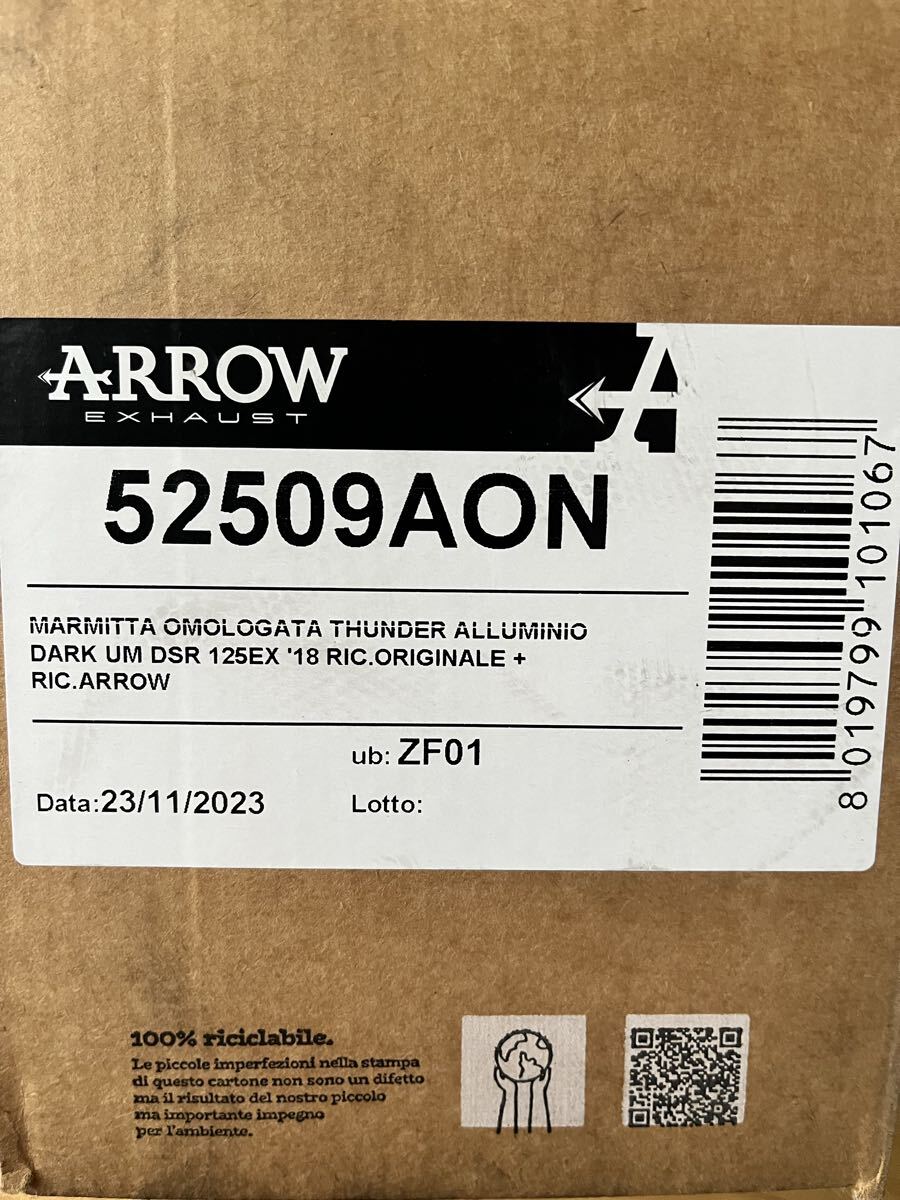 ARROW
EXHAUST
52509AON
MARMITTA OMOLOGATA THUNDER ALLUMINIO
DARK UM DSR 125EX '18 RIC.ORIGINALE +
RIC.ARROW
ub: ZF01
Data:23/11/2023
Lotto:
8 019799 101067
100% riciclabile.
Le piccole imperfezioni nella stampa
di questo cartone non sono un difetto
ma il risultato del nostro piccolo
ma importante impegno
per l'ambiente.